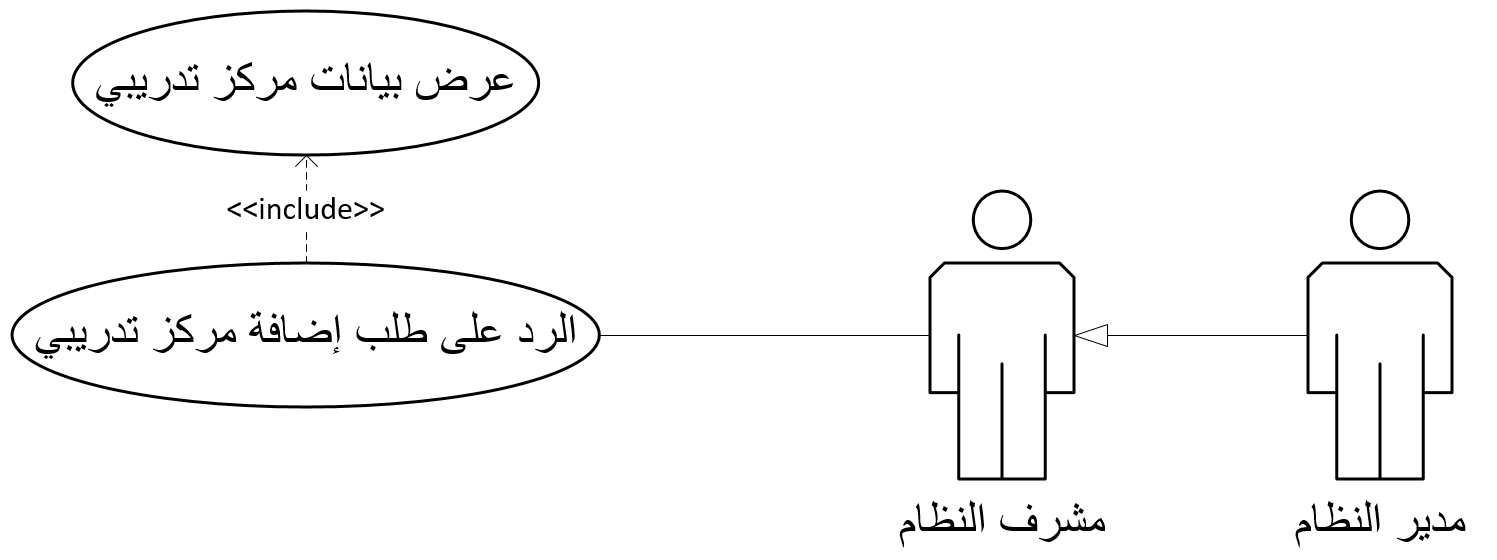 عرض بيانات مركز تدريبي
<<include>>
الرد على طلب إضافة مركز تدريبي
مدير النظام
مشرف النظام